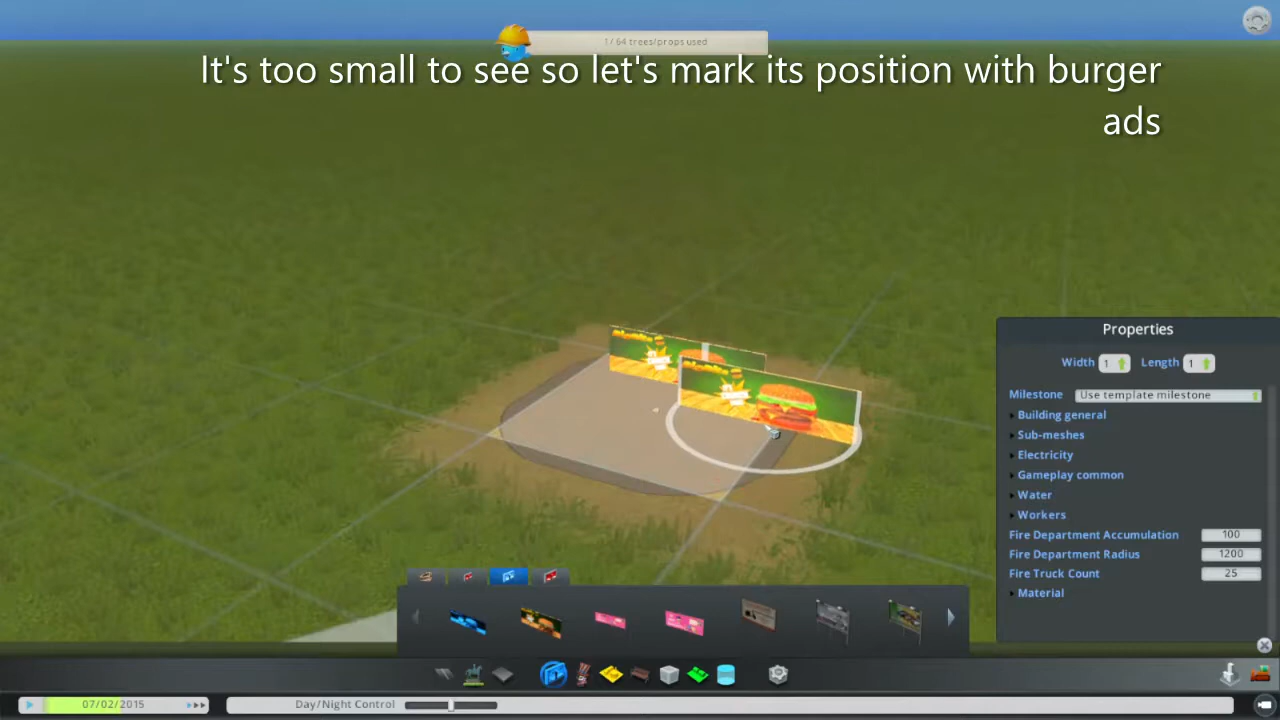 1/64 trees/props used
It's too small to see so let's mark its position with burger
ads
Properties
Width 1 Length 1
Milestone Use template milestone
Building general
Sub-meshes
Electricity
Gameplay common
Water
Workers
Fire Department Accumulation 100
Fire Department Radius 1200
Fire Truck Count 25
Material
07/02/2015
Day/Night Control